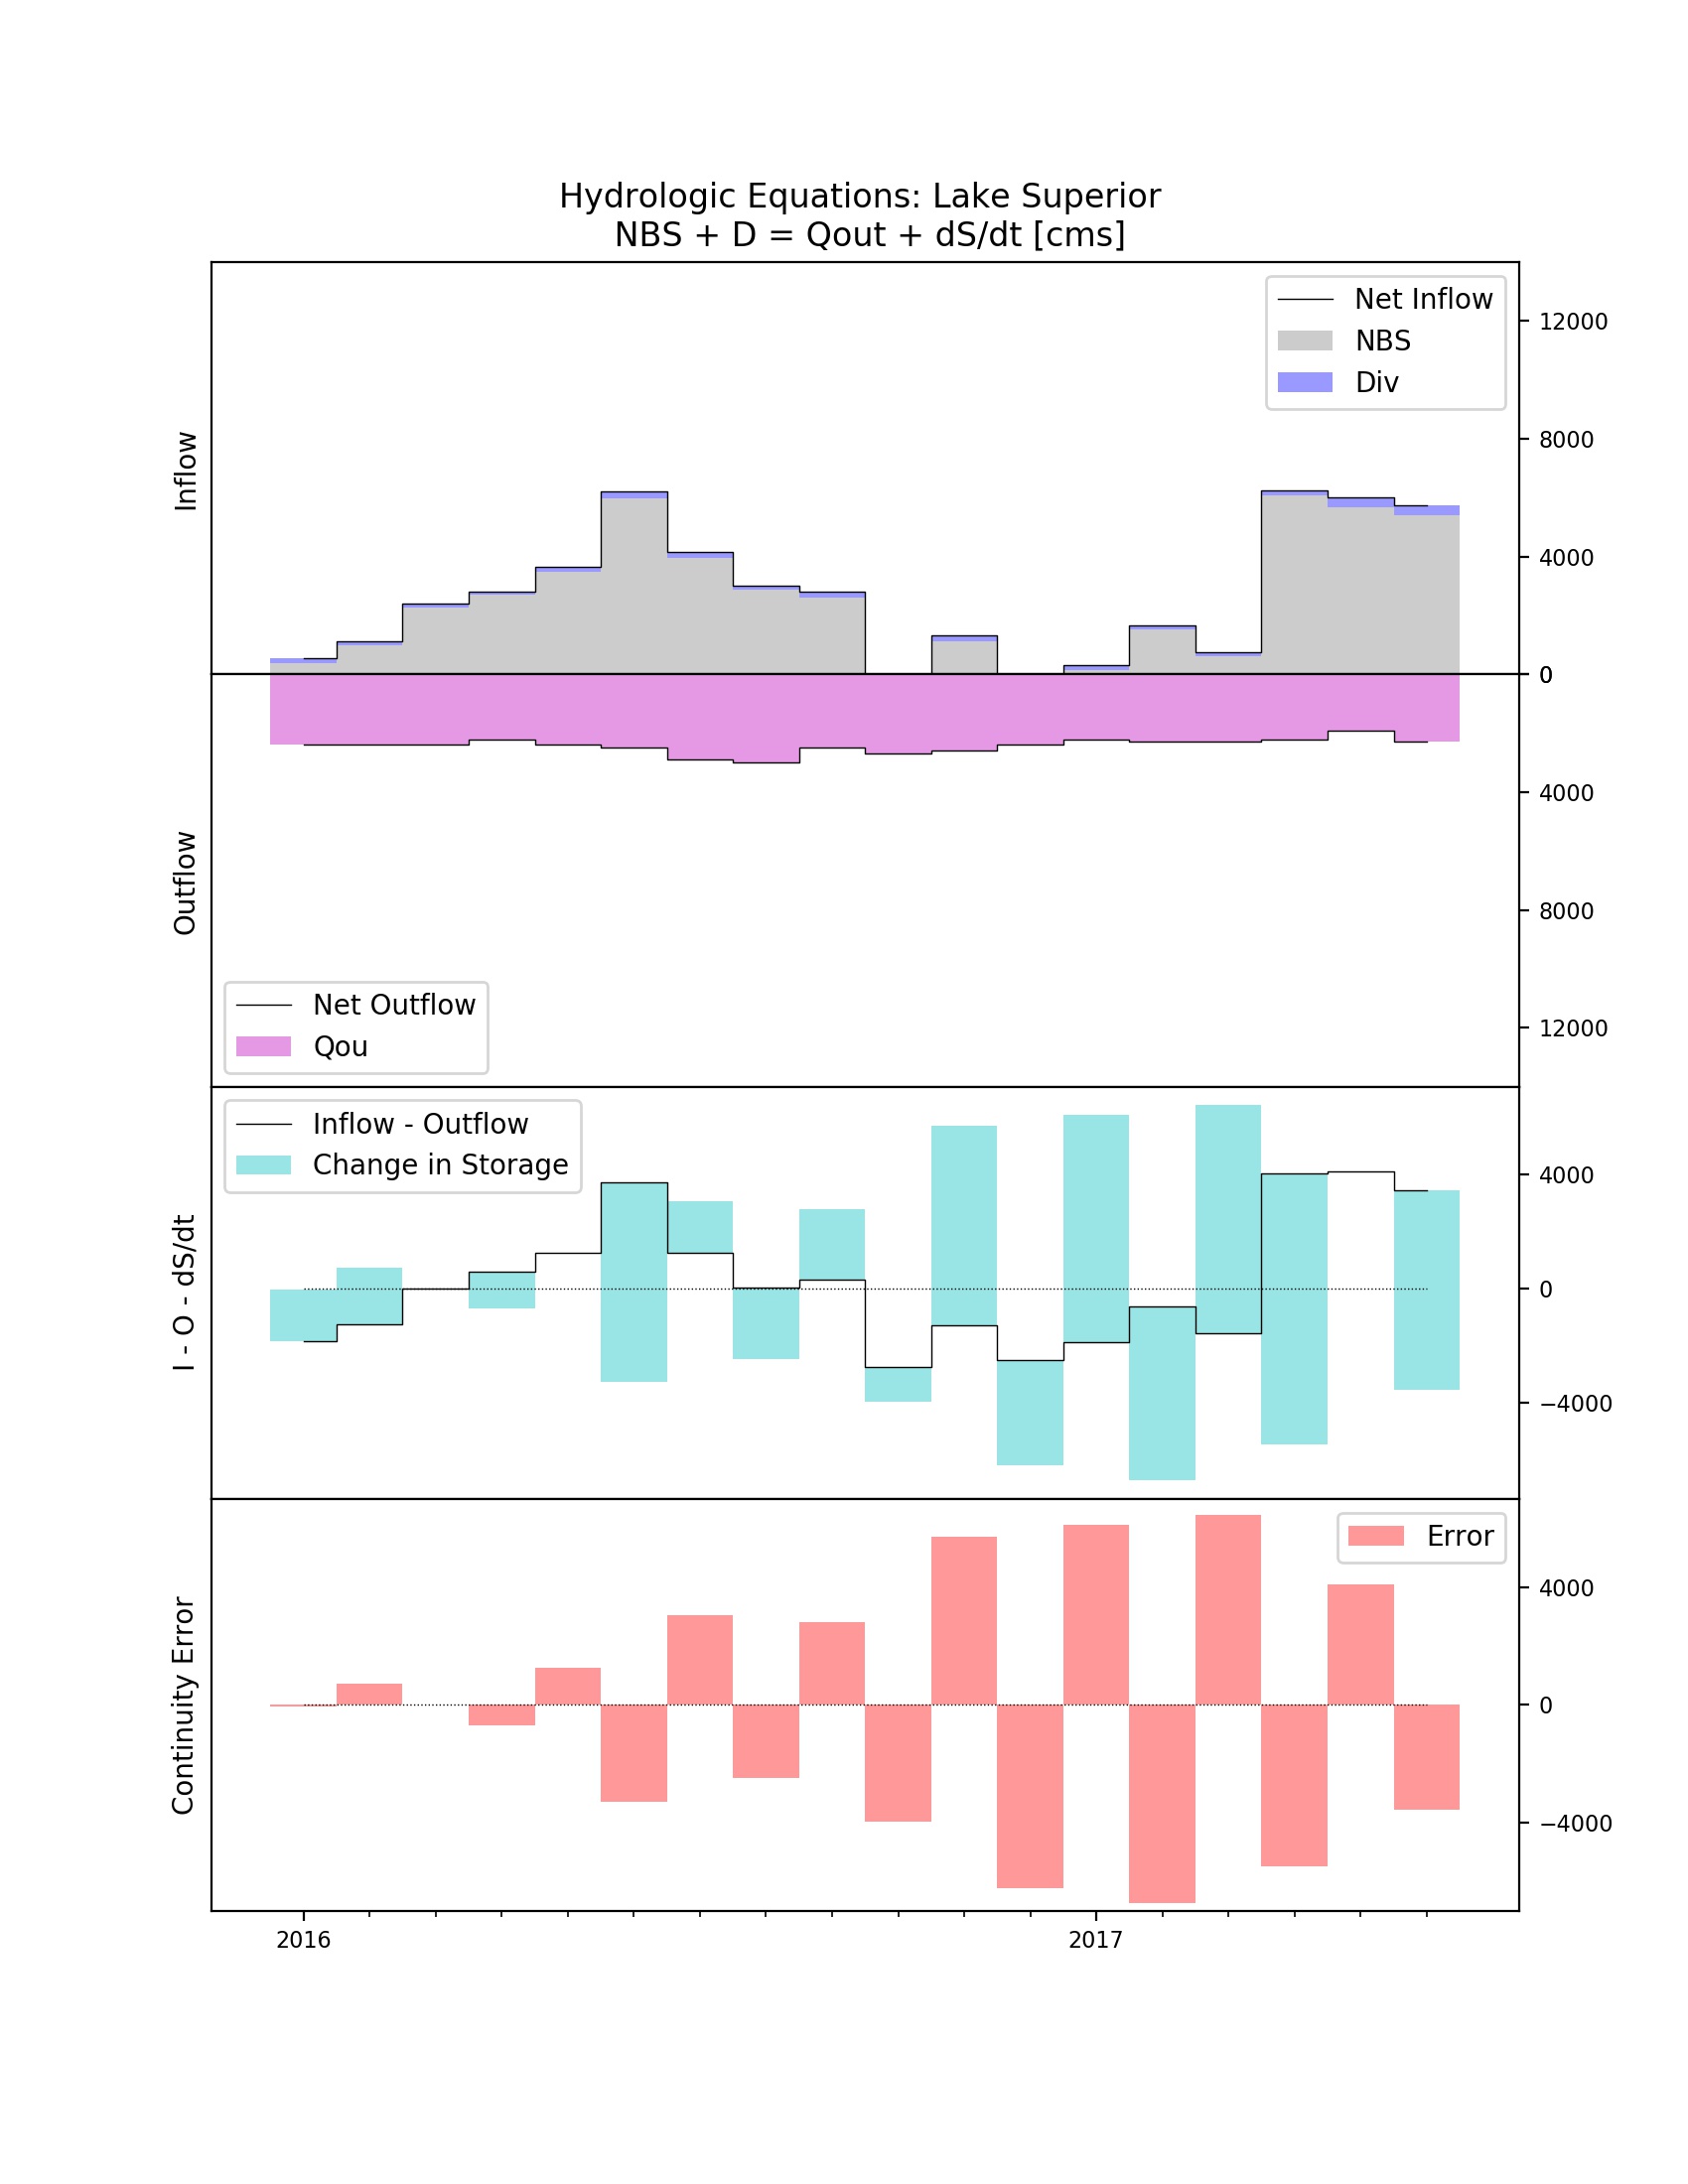 Hydrologic Equations: Lake Superior
NBS + D = Qout + dS/dt [cms]
Net Inflow
NBS
Div
12000
8000
4000
0
0
Inflow
4000
8000
12000
Outflow
Net Outflow
Qou
Inflow - Outflow
Change in Storage
4000
0
−4000
I - O - dS/dt
Error
4000
0
−4000
Continuity Error
2016
2017